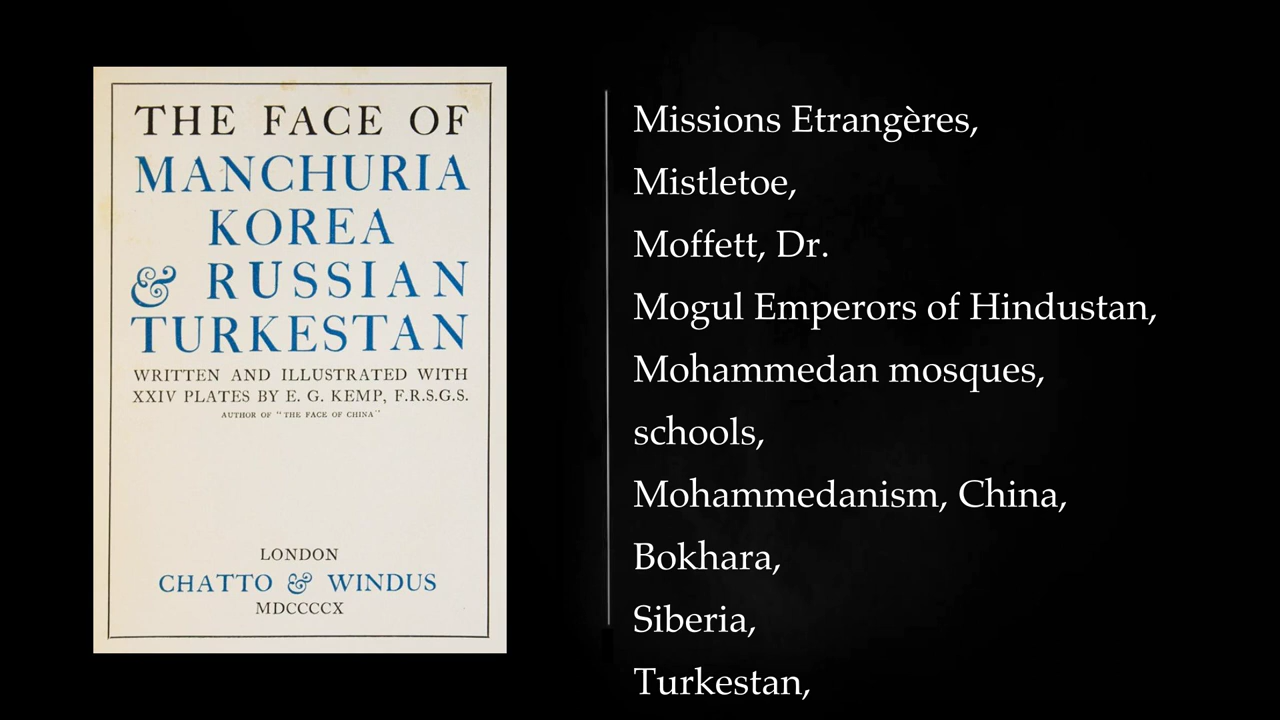 THE FACE OF
MANCHURIA
KOREA
& RUSSIAN
TURKESTAN
WRITTEN AND ILLUSTRATED WITH
XXIV PLATES BY E. G. KEMP, F.R.S.G.S.
AUTHOR OF "THE FACE OF CHINA"
LONDON
CHATTO & WINDUS
MDCCCCX
Missions Etrangères,
Mistletoe,
Moffett, Dr.
Mogul Emperors of Hindustan,
Mohammedan mosques,
schools,
Mohammedanism, China,
Bokhara,
Siberia,
Turkestan,